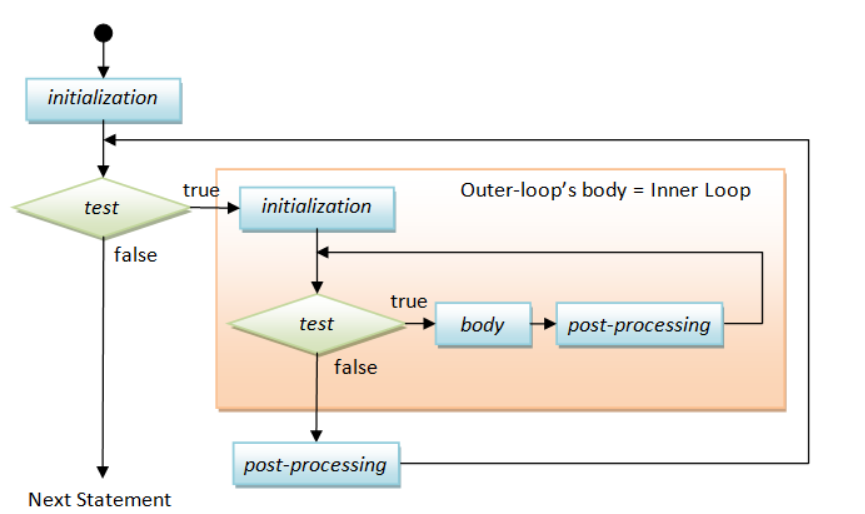 initialization
test
true
false
Outer-loop's body = Inner Loop
initialization
test
true
body
post-processing
false
post-processing
Next Statement